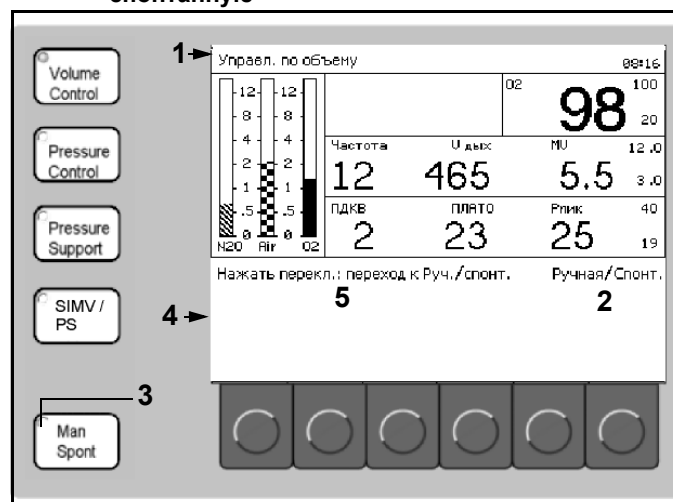 спонтанную
Volume
Control
Pressure
Control
Pressure
Support
SIMV /
PS
Man
Spont
3
1
4
Управл. по объему 08:16
12 12
8 8
4 4
2 2
1 1
.5 .5
0 0
N2O Air O2
O2 98 100
20
Частота U дых MV 12.0
12 465 5.5 3.0
ПДКВ ПЛАТО Pпик 40
2 23 25 19
Нажать перекл.: переход к Руч./спонт. Ручная/Спонт.
5 2